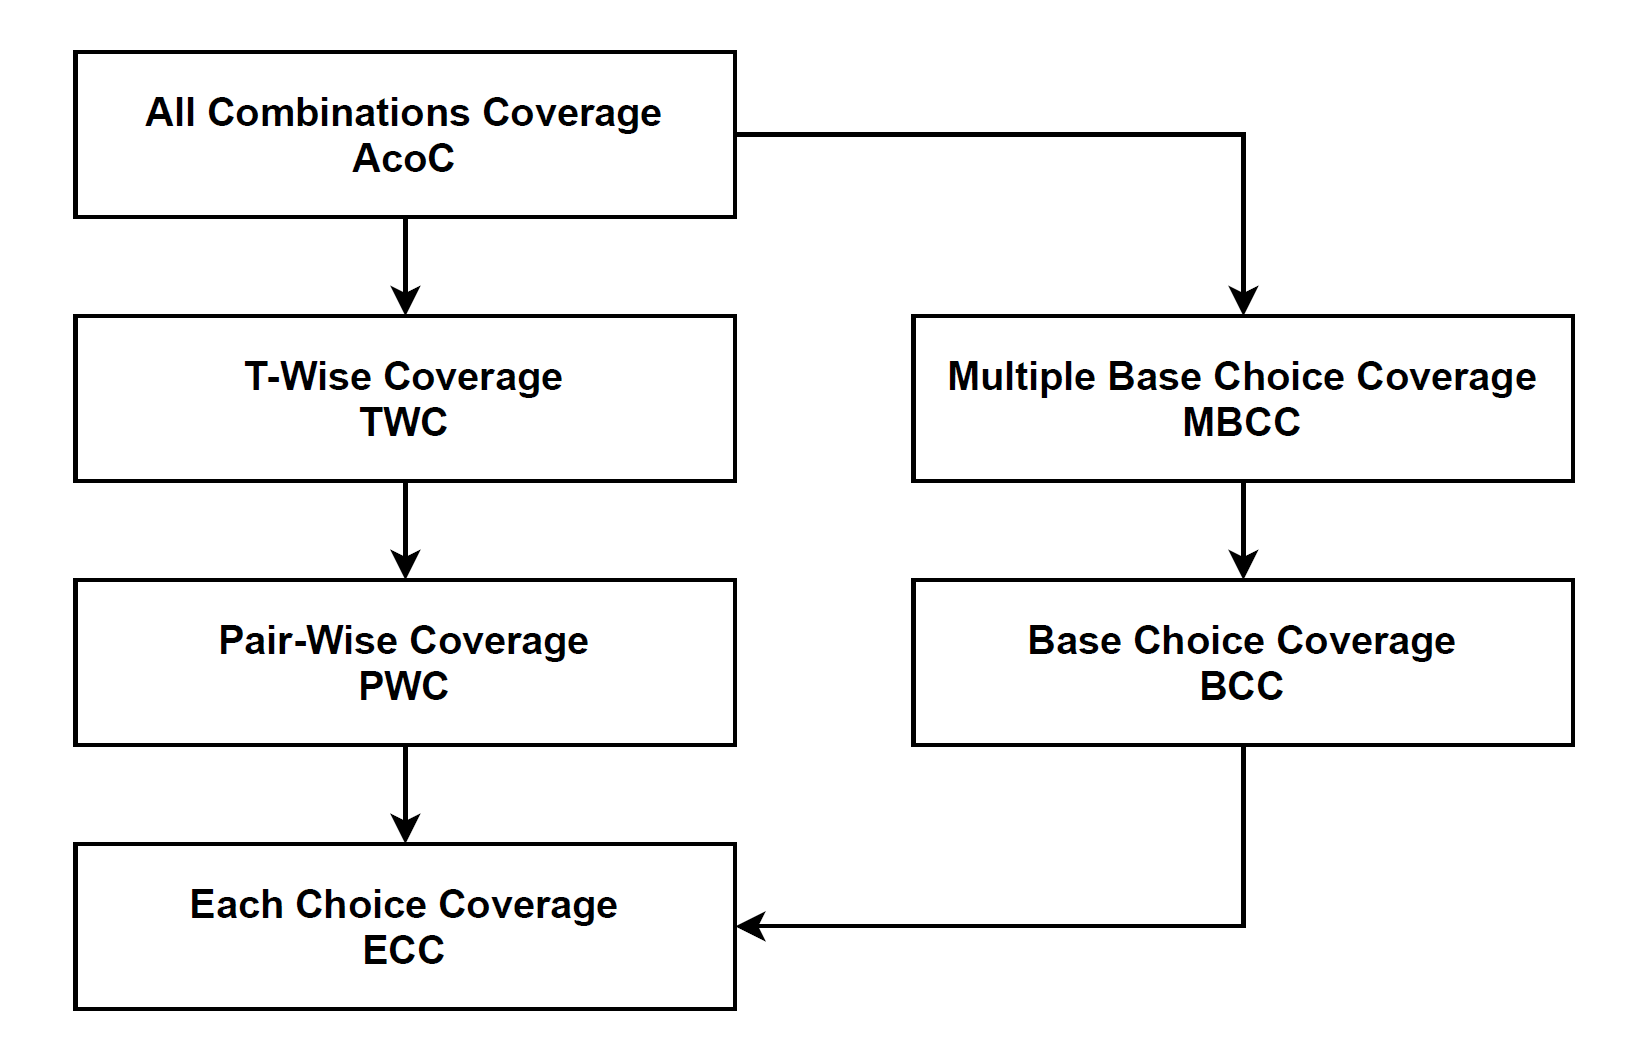 All Combinations Coverage
AcoC
T-Wise Coverage
TWC
Multiple Base Choice Coverage
MBCC
Pair-Wise Coverage
PWC
Base Choice Coverage
BCC
Each Choice Coverage
ECC